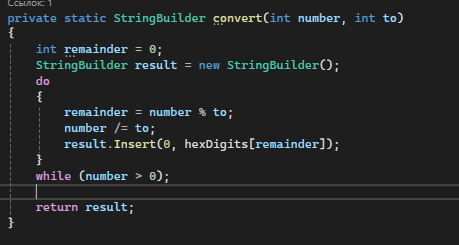 Ссылок: 1
private static StringBuilder convert(int number, int to)
{
int remainder = 0;
StringBuilder result = new StringBuilder();
do
{
remainder = number % to;
number /= to;
result.Insert(0, hexDigits[remainder]);
}
while (number > 0);
return result;
}